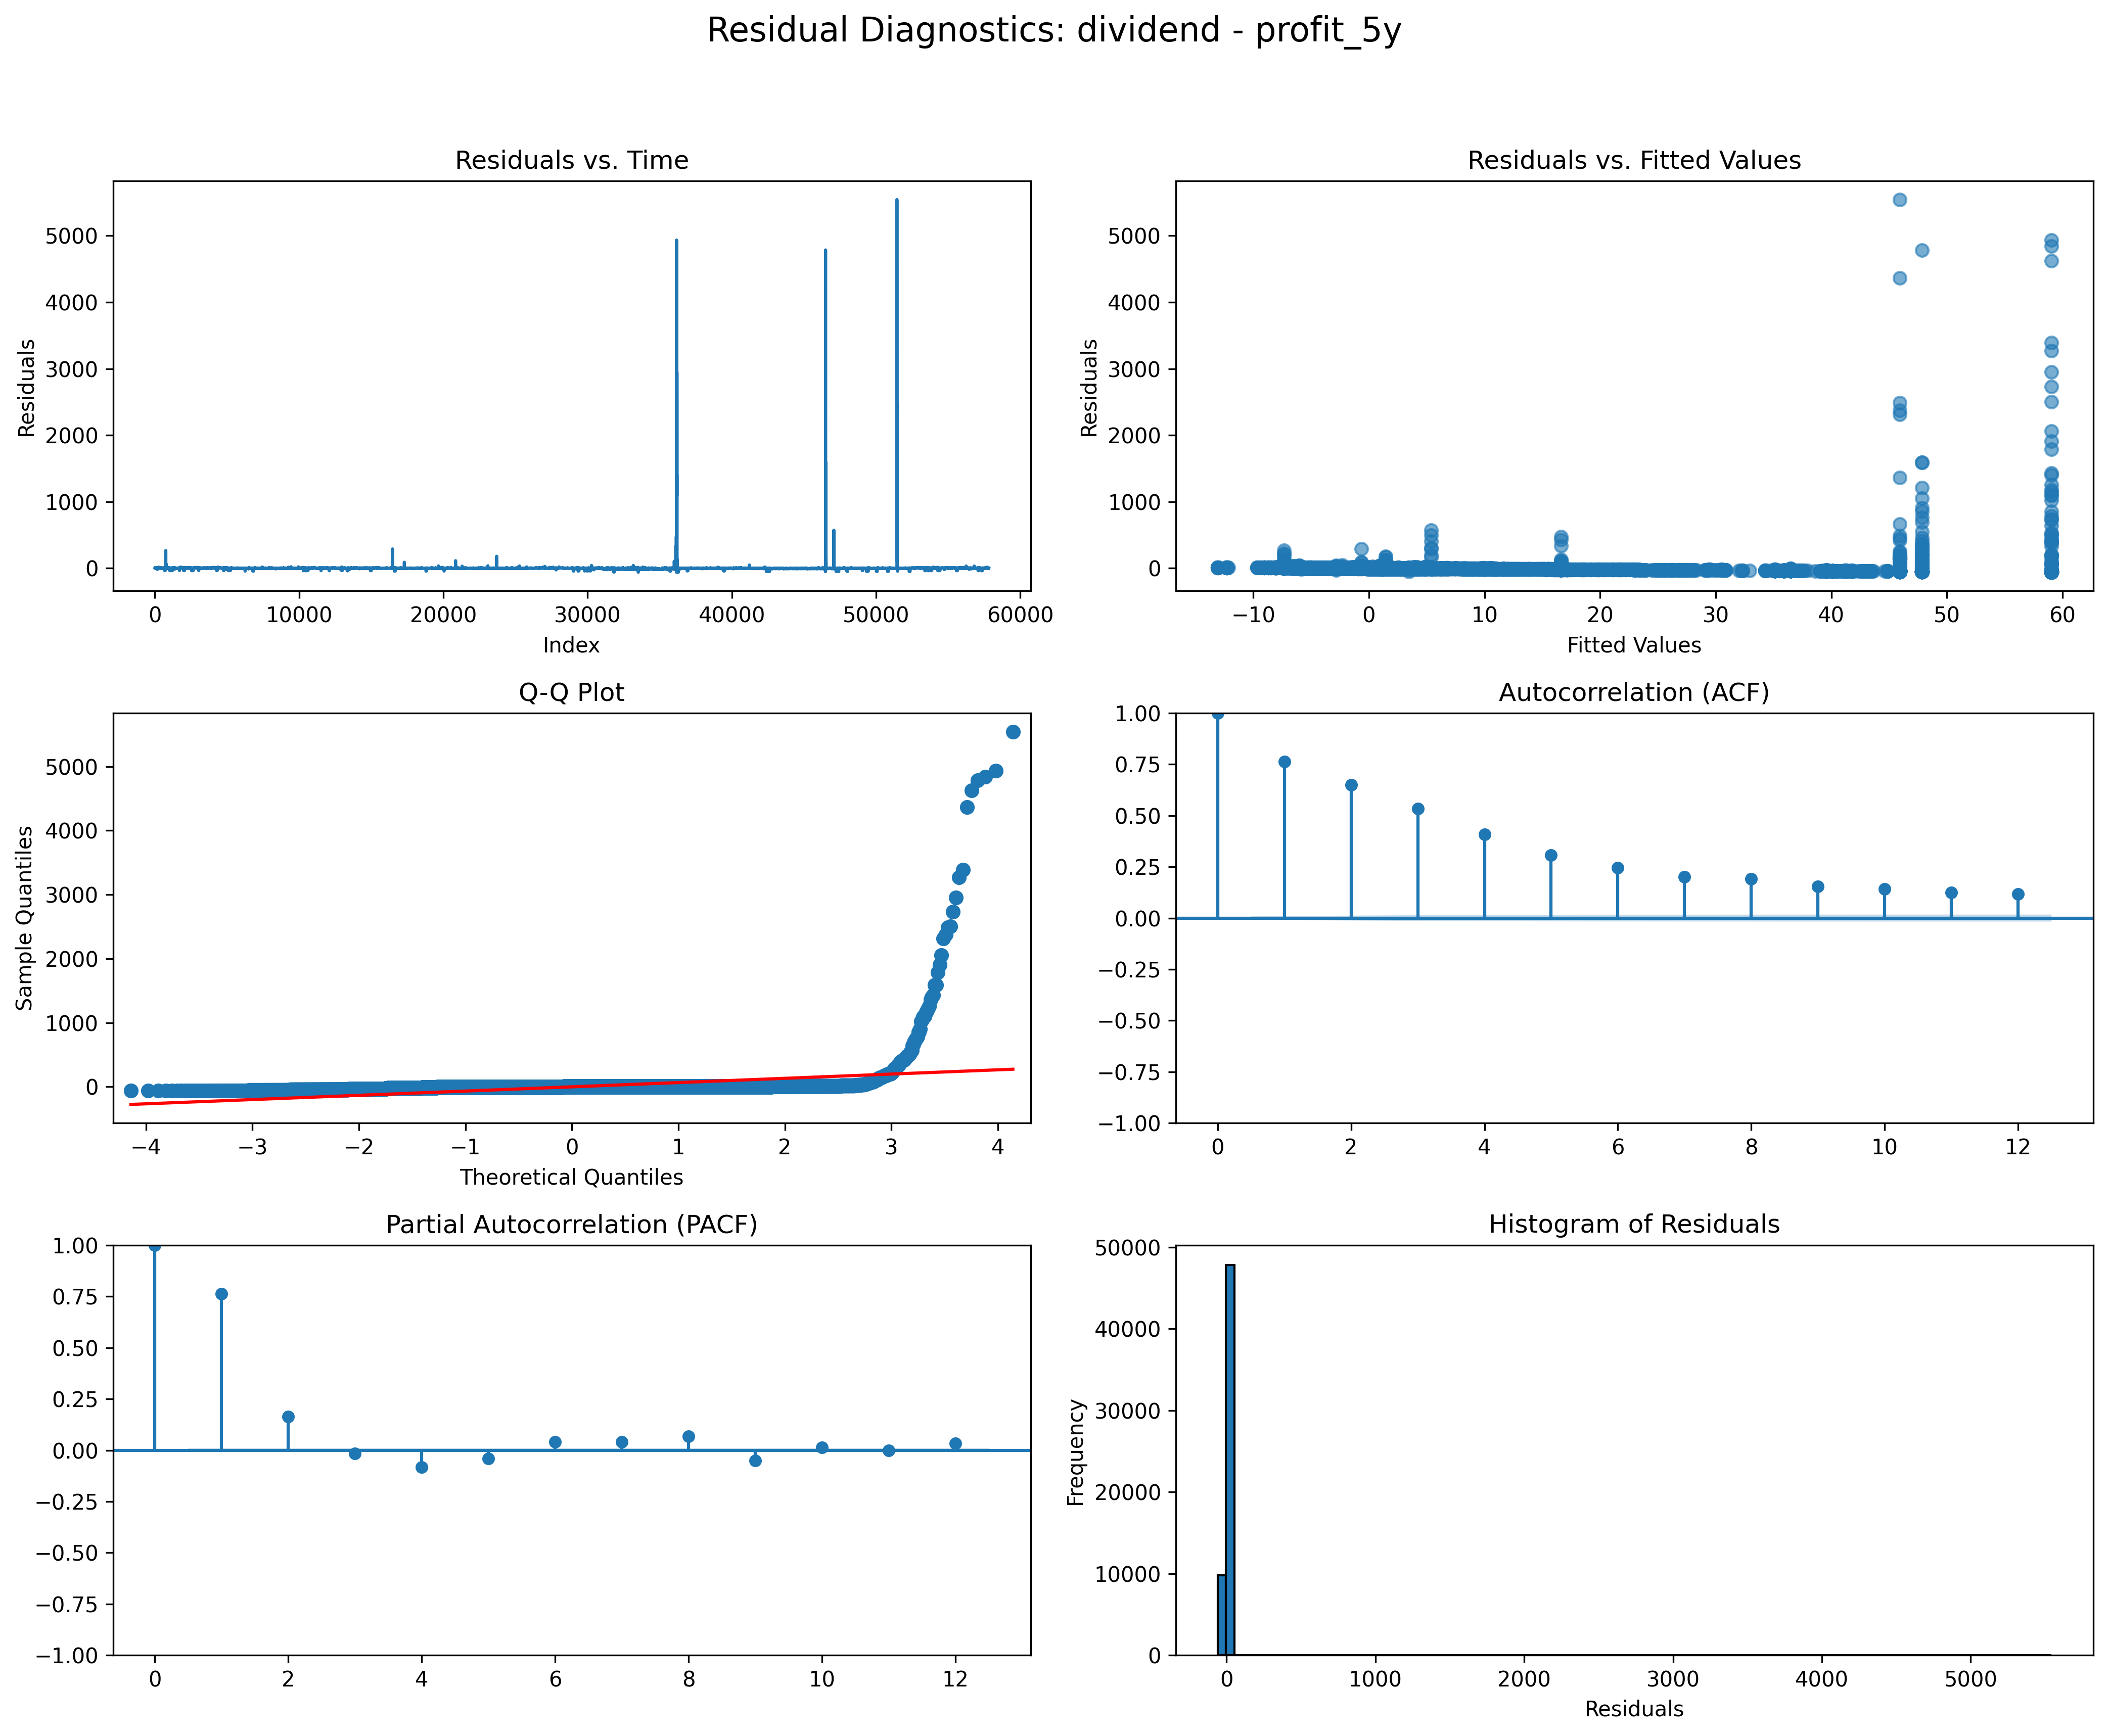 Residual Diagnostics: dividend - profit_5y
Residuals vs. Time
Residuals
5000
4000
3000
2000
1000
0
0 10000 20000 30000 40000 50000 60000
Index
Residuals vs. Fitted Values
Residuals
5000
4000
3000
2000
1000
0
−10 0 10 20 30 40 50 60
Fitted Values
Q-Q Plot
Sample Quantiles
5000
4000
3000
2000
1000
0
−4 −3 −2 −1 0 1 2 3 4
Theoretical Quantiles
Autocorrelation (ACF)
1.00
0.75
0.50
0.25
0.00
−0.25
−0.50
−0.75
−1.00
0 2 4 6 8 10 12
Partial Autocorrelation (PACF)
1.00
0.75
0.50
0.25
0.00
−0.25
−0.50
−0.75
−1.00
0 2 4 6 8 10 12
Histogram of Residuals
Frequency
50000
40000
30000
20000
10000
0
0 1000 2000 3000 4000 5000
Residuals